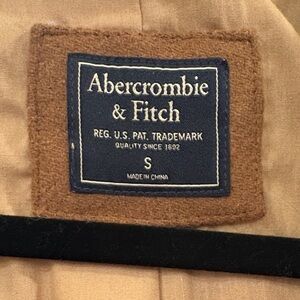 Abercrombie
& Fitch
REG. U.S. PAT. TRADEMARK
QUALITY SINCE 1892
S
MADE IN CHINA